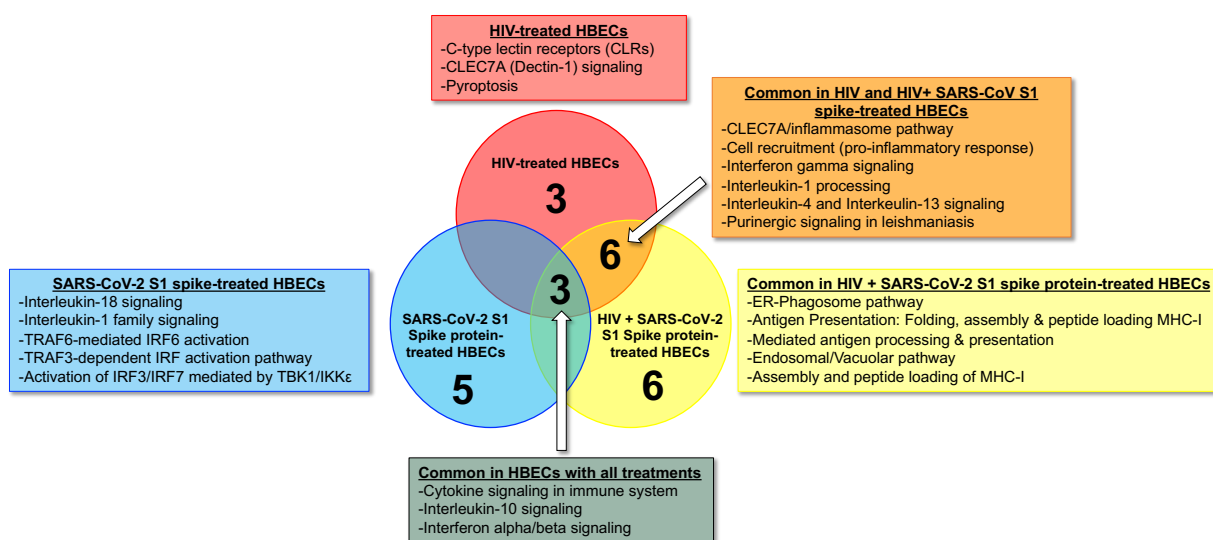 HIV-treated HBECs
-C-type lectin receptors (CLRs)
-CLEC7A (Dectin-1) signaling
-Pyroptosis
Common in HIV and HIV+ SARS-CoV S1
spike-treated HBECs
-CLEC7A/inflammasome pathway
-Cell recruitment (pro-inflammatory response)
-Interferon gamma signaling
-Interleukin-1 processing
-Interleukin-4 and Interkeulin-13 signaling
-Purinergic signaling in leishmaniasis
HIV-treated HBECs
3
6
3
SARS-CoV-2 S1 spike-treated HBECs
-Interleukin-18 signaling
-Interleukin-1 family signaling
-TRAF6-mediated IRF6 activation
-TRAF3-dependent IRF activation pathway
-Activation of IRF3/IRF7 mediated by TBK1/IKKε
SARS-CoV-2 S1
Spike protein-
treated HBECs
5
HIV + SARS-CoV-2
S1 Spike protein-
treated HBECs
6
Common in HIV + SARS-CoV-2 S1 spike protein-treated HBECs
-ER-Phagosome pathway
-Antigen Presentation: Folding, assembly & peptide loading MHC-I
-Mediated antigen processing & presentation
-Endosomal/Vacuolar pathway
-Assembly and peptide loading of MHC-I
Common in HBECs with all treatments
-Cytokine signaling in immune system
-Interleukin-10 signaling
-Interferon alpha/beta signaling